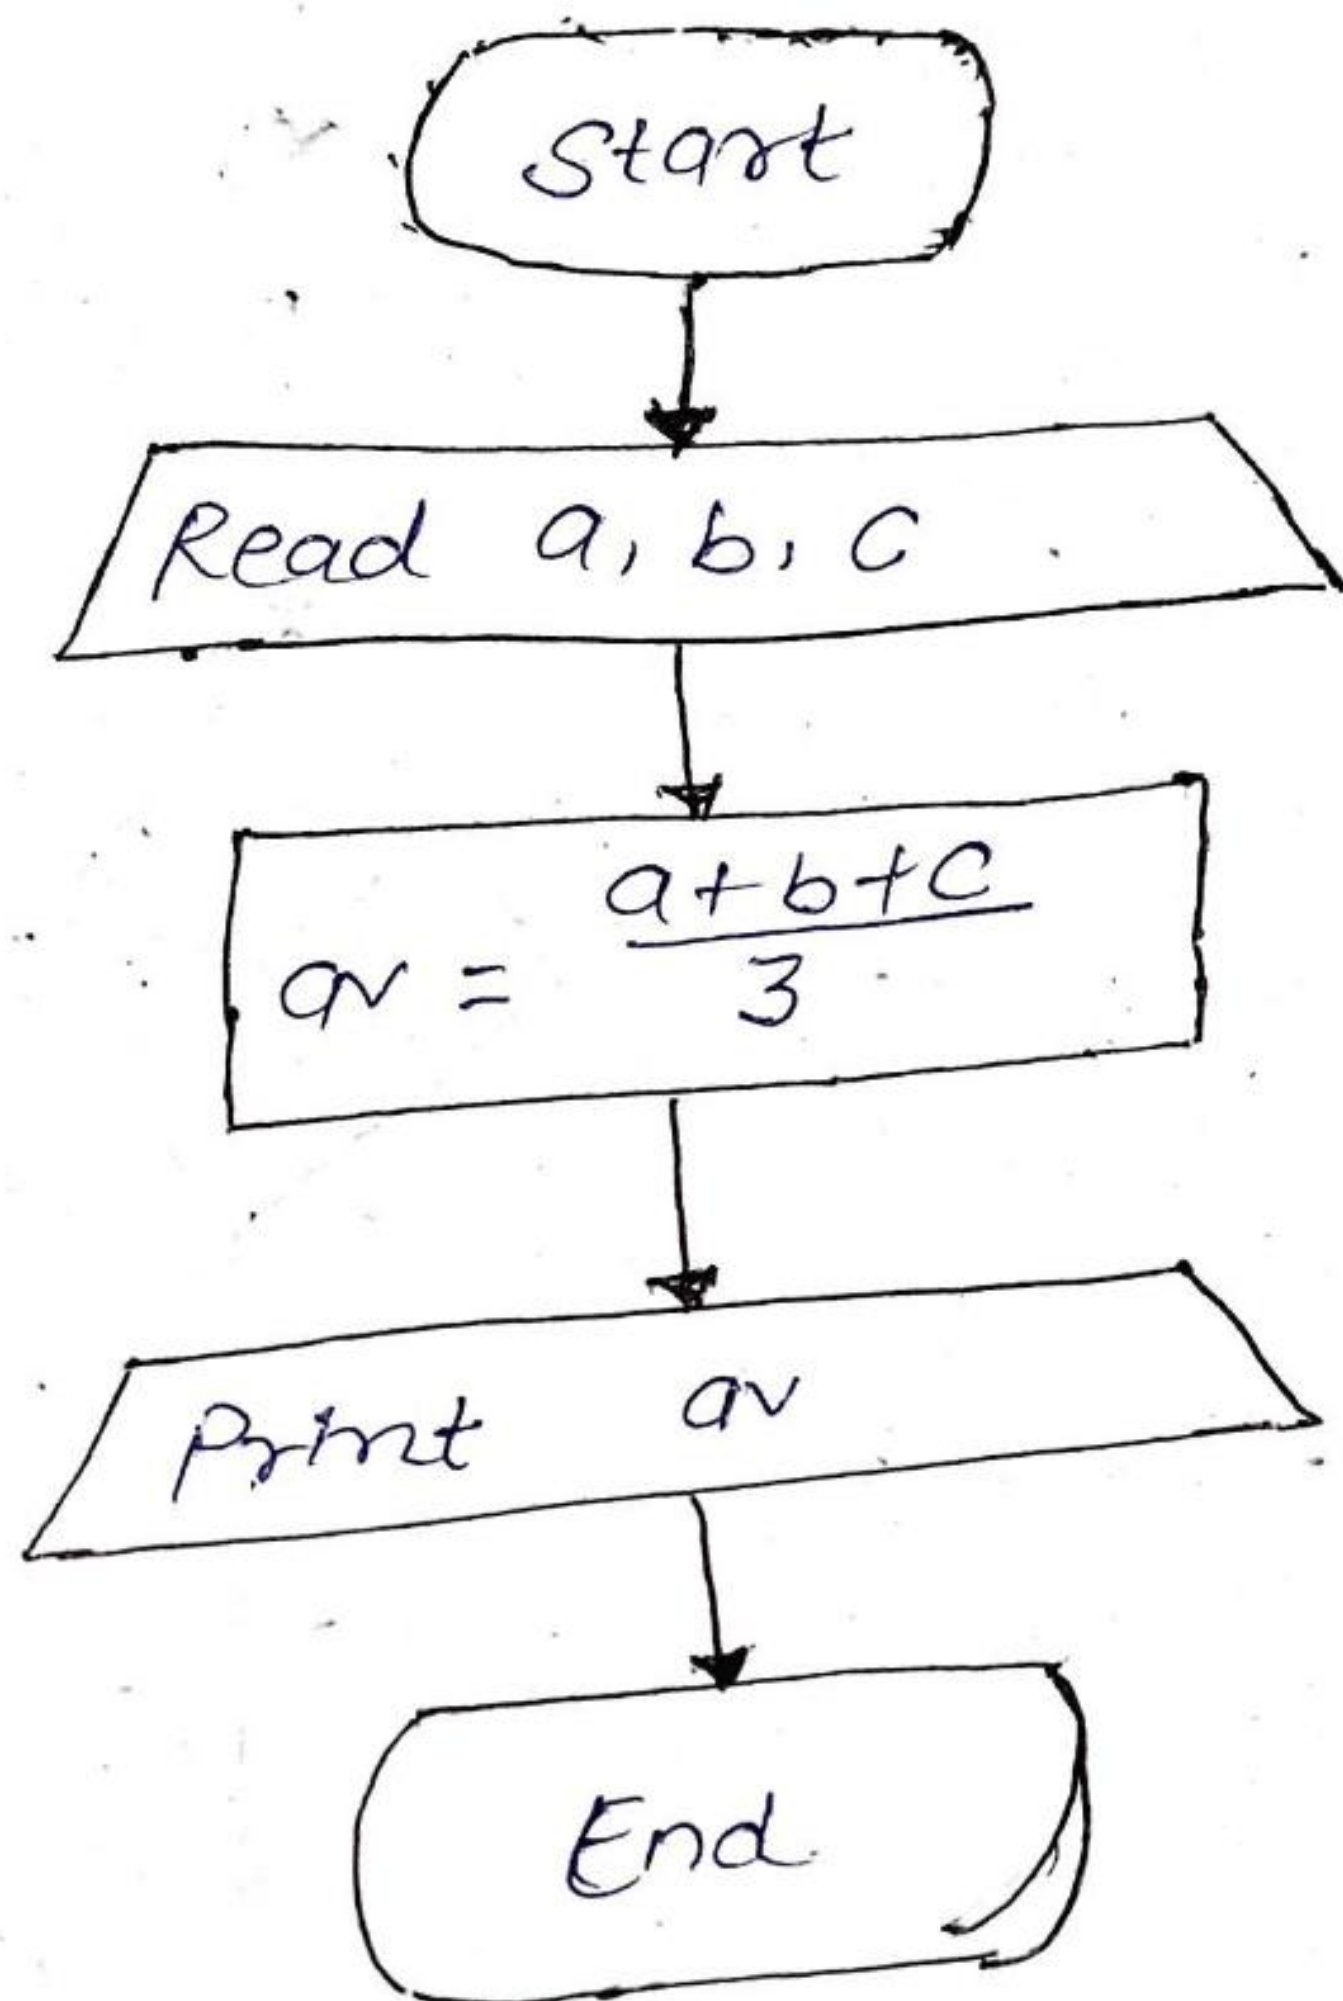 Start
Read a, b, c
av = a+b+c / 3
Print av
End